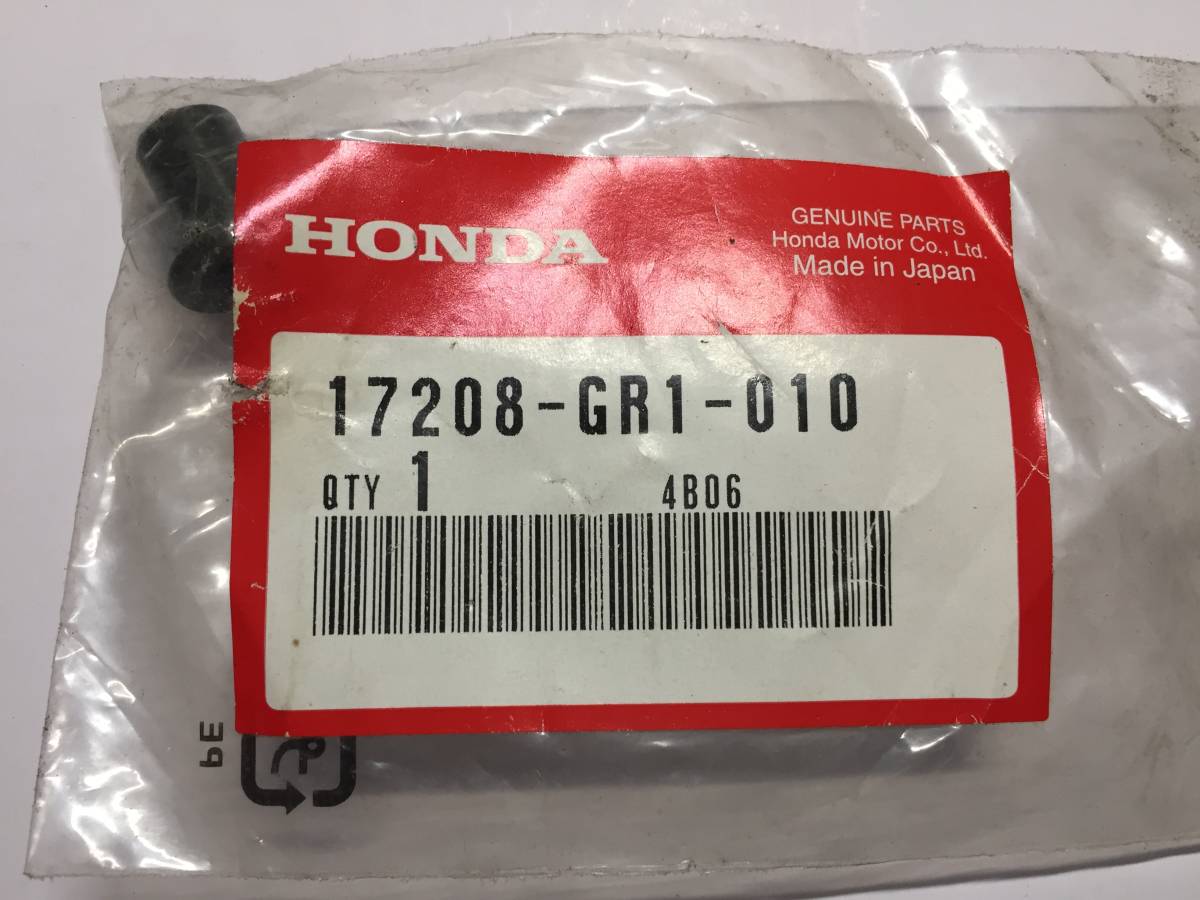 HONDA
GENUINE PARTS
Honda Motor Co., Ltd.
Made in Japan
17208-GR1-010
QTY 1 4B06
PE